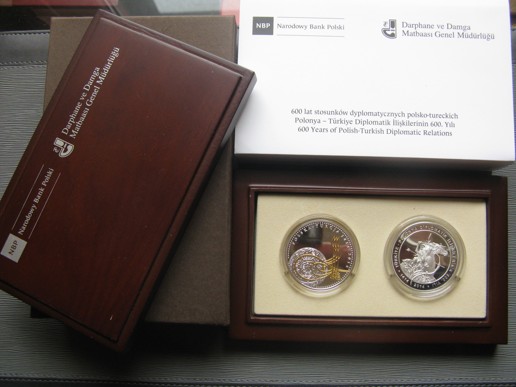 NBP Narodowy Bank Polski
Darphane ve Damga
Matbaası Genel Müdürlüğü
600 lat stosunków dyplomatycznych polsko-tureckich
Polonya – Türkiye Diplomatik İlişkilerinin 600. Yılı
600 Years of Polish-Turkish Diplomatic Relations
NBP Narodowy Bank Polski
Darphane ve Damga
Matbaası Genel Müdürlüğü